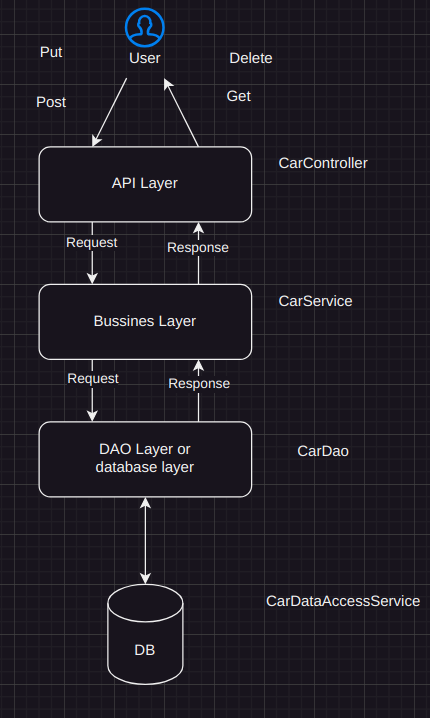 Put
User
Delete
Post
Get
API Layer
CarController
Request
Response
Bussines Layer
CarService
Request
Response
DAO Layer or
database layer
CarDao
CarDataAccessService
DB